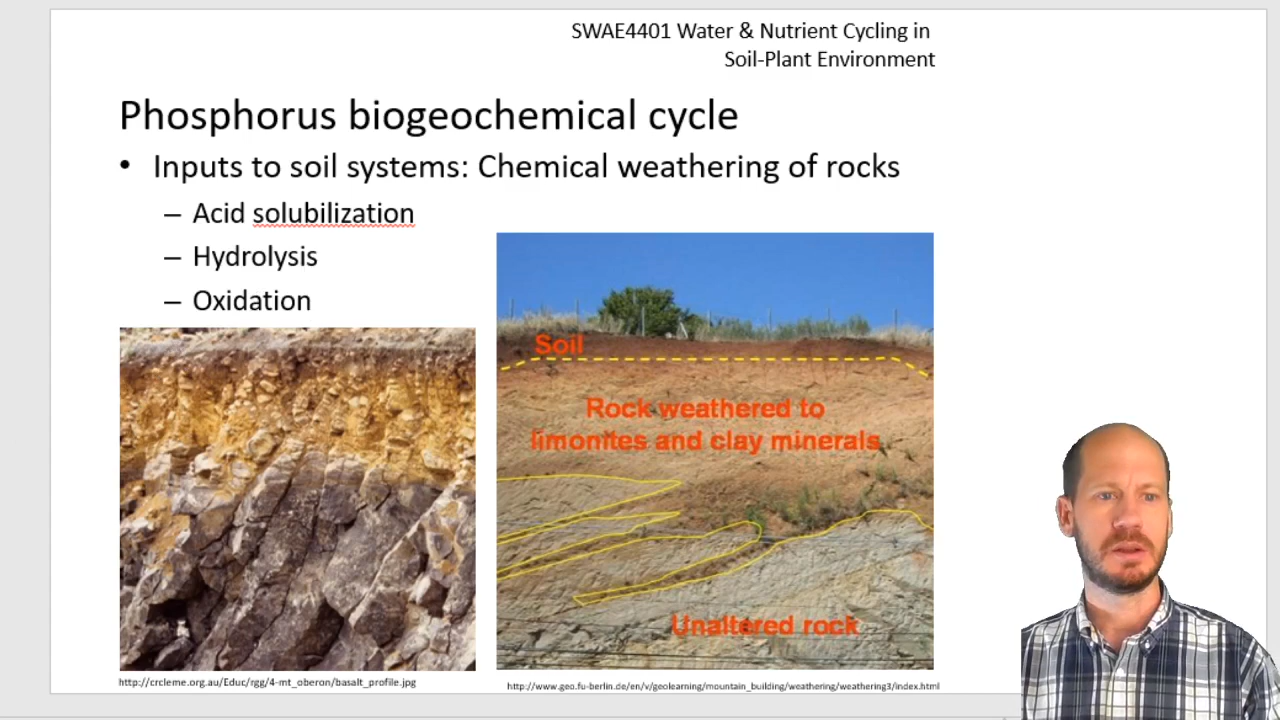 SWAE4401 Water & Nutrient Cycling in
Soil-Plant Environment
Phosphorus biogeochemical cycle
• Inputs to soil systems: Chemical weathering of rocks
– Acid solubilization
– Hydrolysis
– Oxidation
Soil
Rock weathered to
limonites and clay minerals
Unaltered rock
http://crcleme.org.au/Educ/rgg/4-mt_oberon/basalt_profile.jpg
http://www.geo.fu-berlin.de/en/v/geolearning/mountain_building/weathering/weathering3/index.html